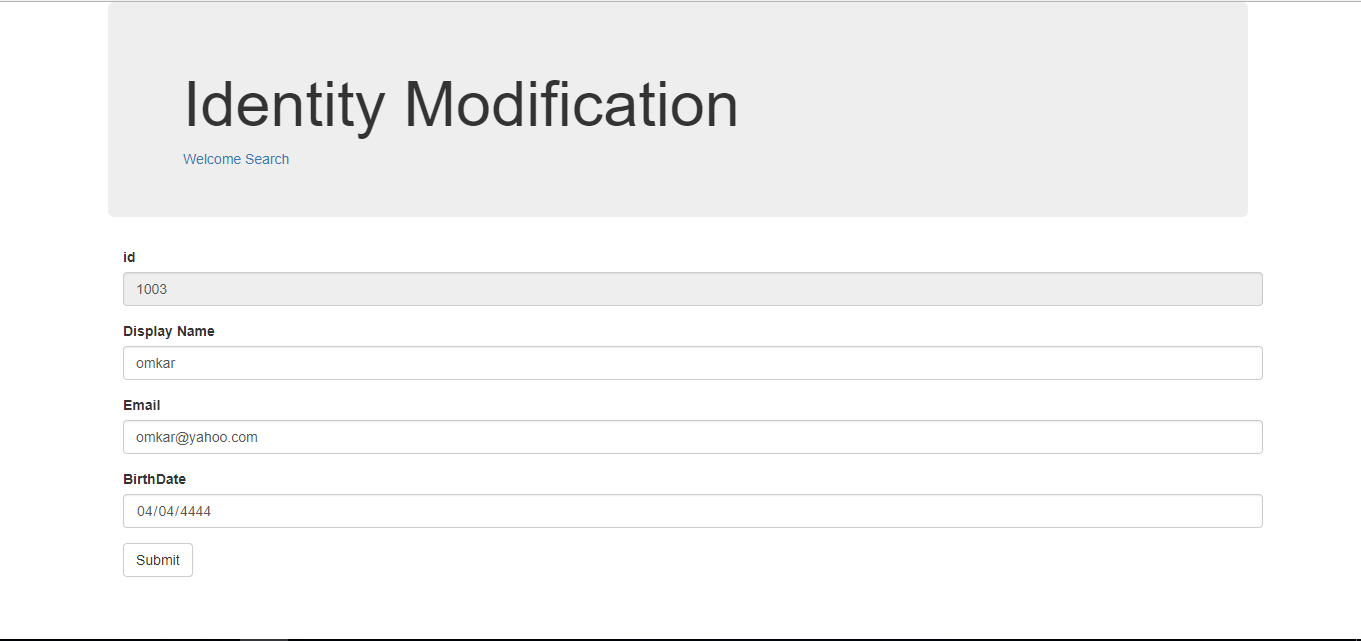 Identity Modification
Welcome Search
id
1003
Display Name
omkar
Email
omkar@yahoo.com
BirthDate
04/04/4444
Submit